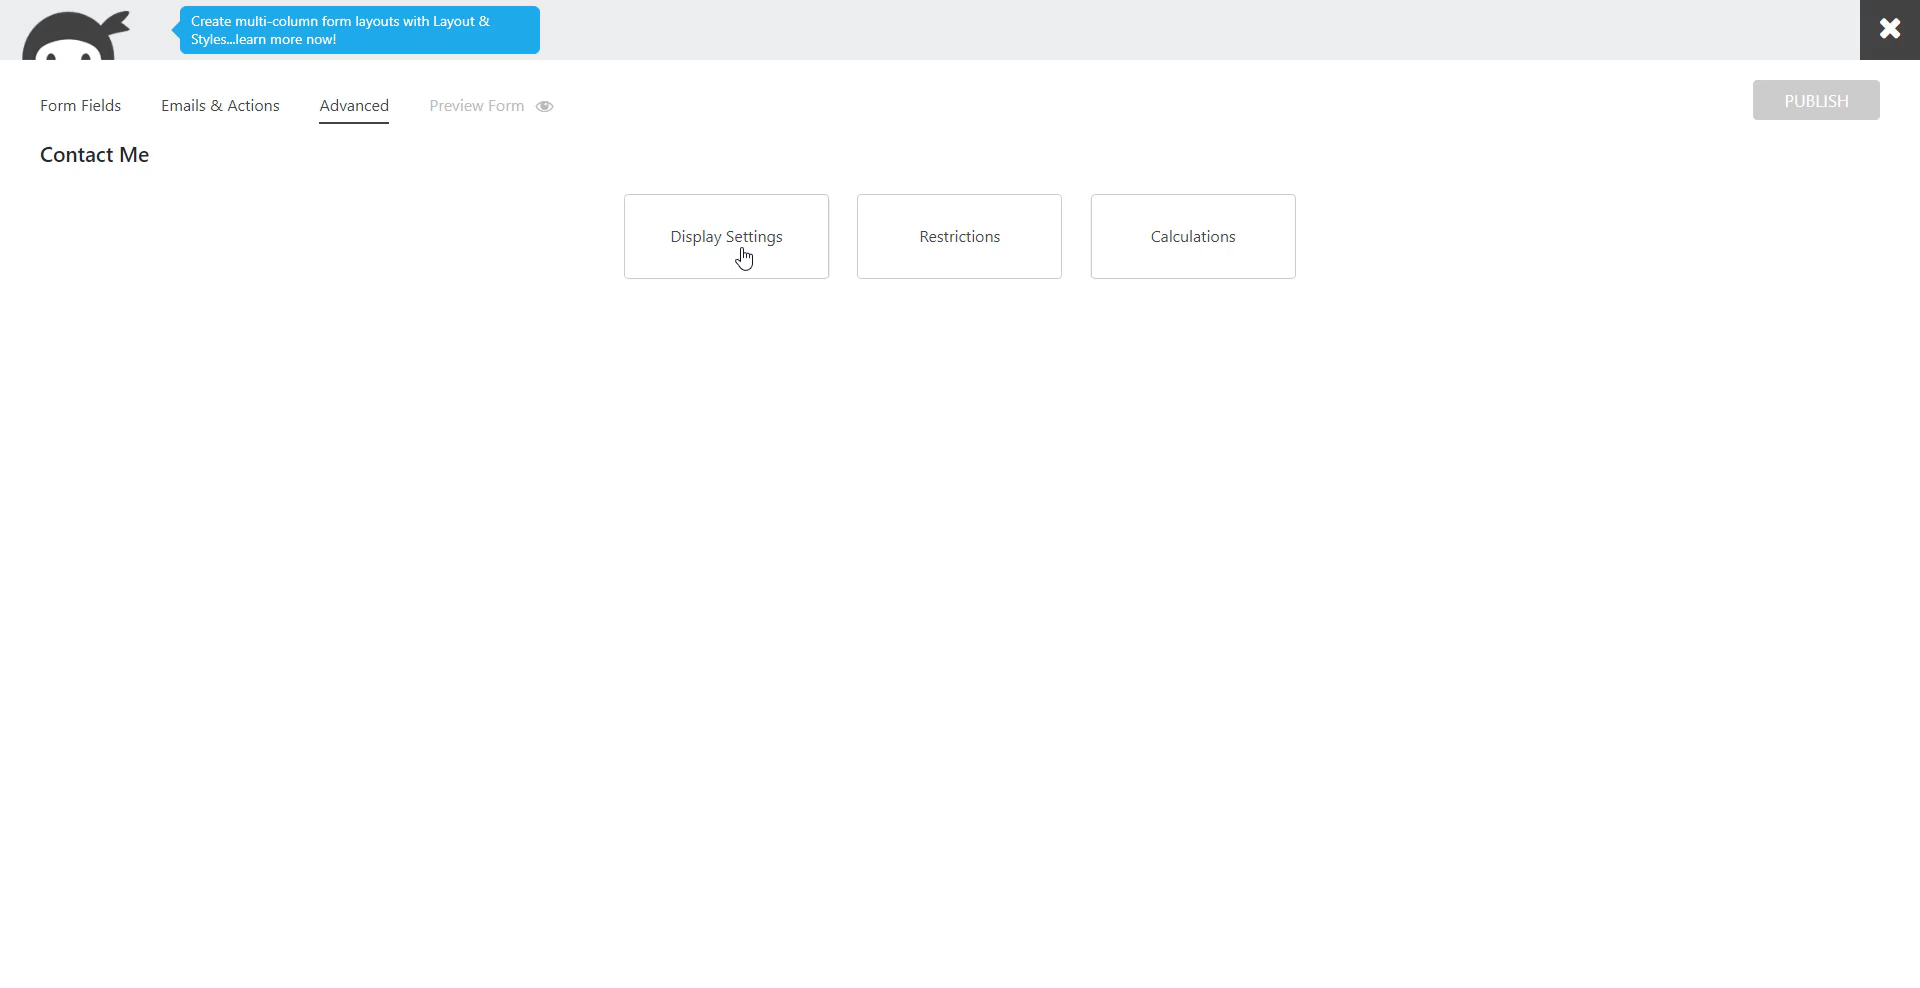 Create multi-column form layouts with Layout &
Styles...learn more now!
Form Fields
Emails & Actions
Advanced
Preview Form
PUBLISH
Contact Me
Display Settings
Restrictions
Calculations